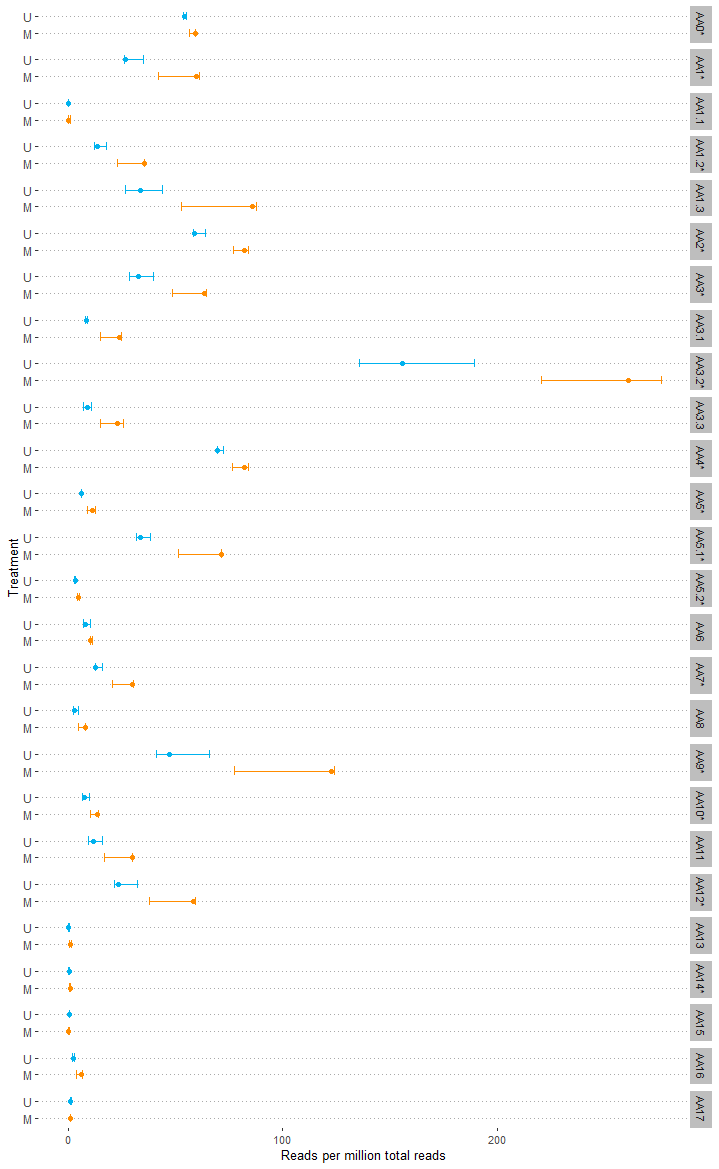 U
M
AA0*
U
M
AA1*
U
M
AA1.1
U
M
AA1.2*
U
M
AA1.3
U
M
AA2*
U
M
AA3*
U
M
AA3.1
U
M
AA3.2*
U
M
AA3.3
U
M
AA4*
U
M
AA5*
U
M
AA5.1*
Treatment
U
M
AA5.2*
U
M
AA6
U
M
AA7*
U
M
AA8
U
M
AA9*
U
M
AA10*
U
M
AA11
U
M
AA12*
U
M
AA13
U
M
AA14*
U
M
AA15
U
M
AA16
U
M
AA17
0 100 200
Reads per million total reads